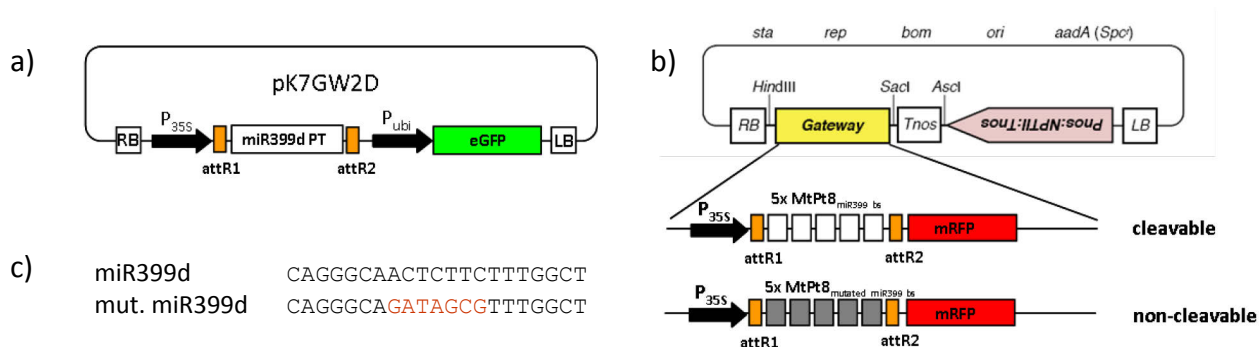 a)
pK7GW2D
RB
P35S
attR1
miR399d PT
attR2
Pubi
eGFP
LB
b)
sta rep bom ori aadA (Spcr)
HindIII SacI AscI
RB Gateway Tnos Pnos:NPTII:Tnos LB
P35S 5x MtPt8miR399 bs mRFP cleavable
attR1 attR2
P35S 5x MtPt8mutated miR399 bs mRFP non-cleavable
attR1 attR2
c)
miR399d CAGGGCAACTCTTCTTTGGCT
mut. miR399d CAGGGCAGATAGCGTTTGGCT